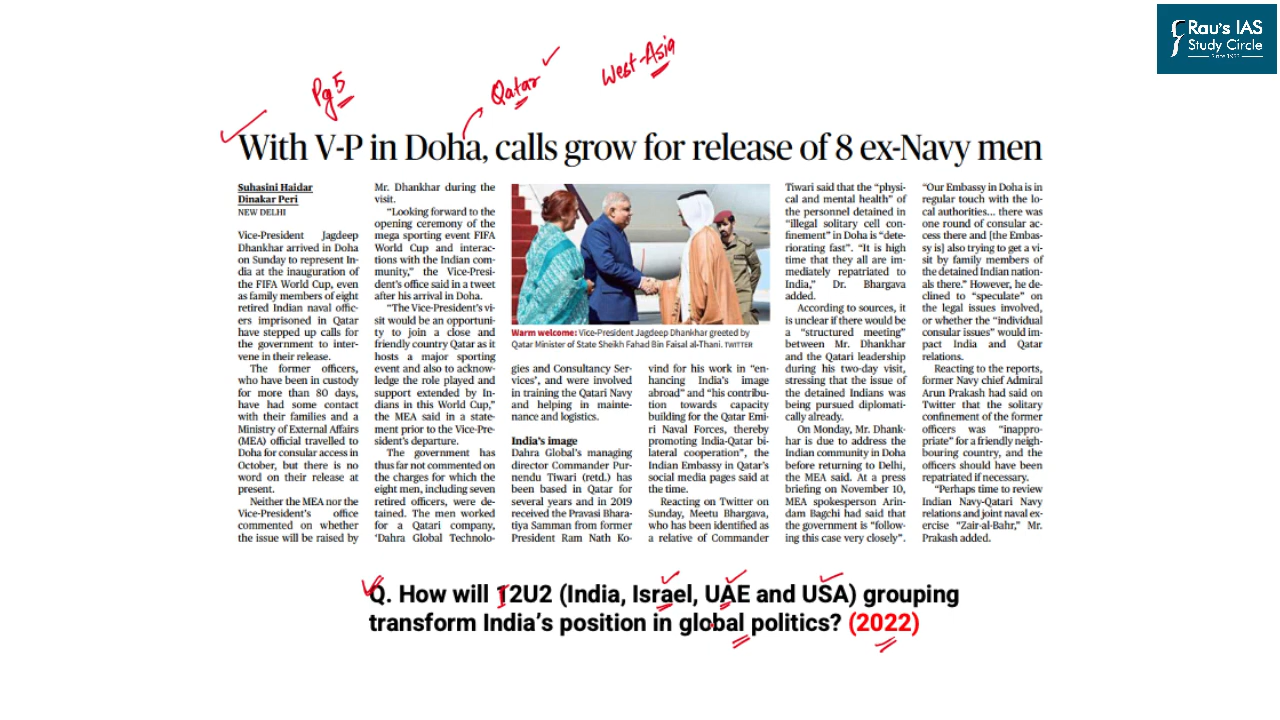 Rau's IAS
Study Circle
Pg 5
Qatar
West-Asia
With V-P in Doha, calls grow for release of 8 ex-Navy men
Suhasini Haidar
Dinakar Peri
NEW DELHI
Vice-President Jagdeep
Dhankhar arrived in Doha
on Sunday to represent In-
dia at the inauguration of
the FIFA World Cup, even
as family members of eight
retired Indian naval offic-
ers imprisoned in Qatar
have stepped up calls for
the government to inter-
vene in their release.
The former officers,
who have been in custody
for more than 80 days,
have had some contact
with their families and a
Ministry of External Affairs
(MEA) official travelled to
Doha for consular access in
October, but there is no
word on their release at
present.
Neither the MEA nor the
Vice-President's office
commented on whether
the issue will be raised by
Mr. Dhankhar during the
visit.
"Looking forward to the
opening ceremony of the
mega sporting event FIFA
World Cup and interac-
tions with the Indian com-
munity," the Vice-Presi-
dent's office said in a tweet
after his arrival in Doha.
"The Vice-President's vi-
sit would be an opportuni-
ty to join a close and
friendly country Qatar as it
hosts a major sporting
event and also to acknow-
ledge the role played and
support extended by In-
dians in this World Cup,"
the MEA said in a state-
ment prior to the Vice-Pre-
sident's departure.
The government has
thus far not commented on
the charges for which the
eight men, including seven
retired officers, were de-
tained. The men worked
for a Qatari company,
'Dahra Global Technolo-
Warm welcome: Vice-President Jagdeep Dhankhar greeted by
Qatar Minister of State Sheikh Fahad Bin Faisal al-Thani. TWITTER
gies and Consultancy Ser-
vices', and were involved
in training the Qatari Navy
and helping in mainte-
nance and logistics.
India's image
Dahra Global's managing
director Commander Pur-
nendu Tiwari (retd.) has
been based in Qatar for
several years and in 2019
received the Pravasi Bhara-
tiya Samman from former
President Ram Nath Ko-
vind for his work in "en-
hancing India's image
abroad" and "his contribu-
tion towards capacity
building for the Qatar Emi-
ri Naval Forces, thereby
promoting India-Qatar bi-
lateral cooperation", the
Indian Embassy in Qatar's
social media pages said at
the time.
Reacting on Twitter on
Sunday, Meetu Bhargava,
who has been identified as
a relative of Commander
Tiwari said that the "physi-
cal and mental health" of
the personnel detained in
"illegal solitary cell con-
finement" in Doha is "dete-
riorating fast". "It is high
time that they all are im-
mediately repatriated to
India," Dr. Bhargava
added.
According to sources, it
is unclear if there would be
a "structured meeting"
between Mr. Dhankhar
and the Qatari leadership
during his two-day visit,
stressing that the issue of
the detained Indians was
being pursued diplomati-
cally already.
On Monday, Mr. Dhank-
har is due to address the
Indian community in Doha
before returning to Delhi,
the MEA said. At a press
briefing on November 10,
MEA spokesperson Arin-
dam Bagchi had said that
the government is "follow-
ing this case very closely".
"Our Embassy in Doha is in
regular touch with the lo-
cal authorities... there was
one round of consular ac-
cess there and [the Embas-
sy is] also trying to get a vi-
sit by family members of
the detained Indian nation-
als there." However, he de-
clined to "speculate" on
the legal issues involved,
or whether the "individual
consular issues" would im-
pact India and Qatar
relations.
Reacting to the reports,
former Navy chief Admiral
Arun Prakash had said on
Twitter that the solitary
confinement of the former
officers was "inappro-
priate" for a friendly neigh-
bouring country, and the
officers should have been
repatriated if necessary.
"Perhaps time to review
Indian Navy-Qatari Navy
relations and joint naval ex-
ercise "Zair-al-Bahr," Mr.
Prakash added.
Q. How will 12U2 (India, Israel, UAE and USA) grouping
transform India's position in global politics? (2022)